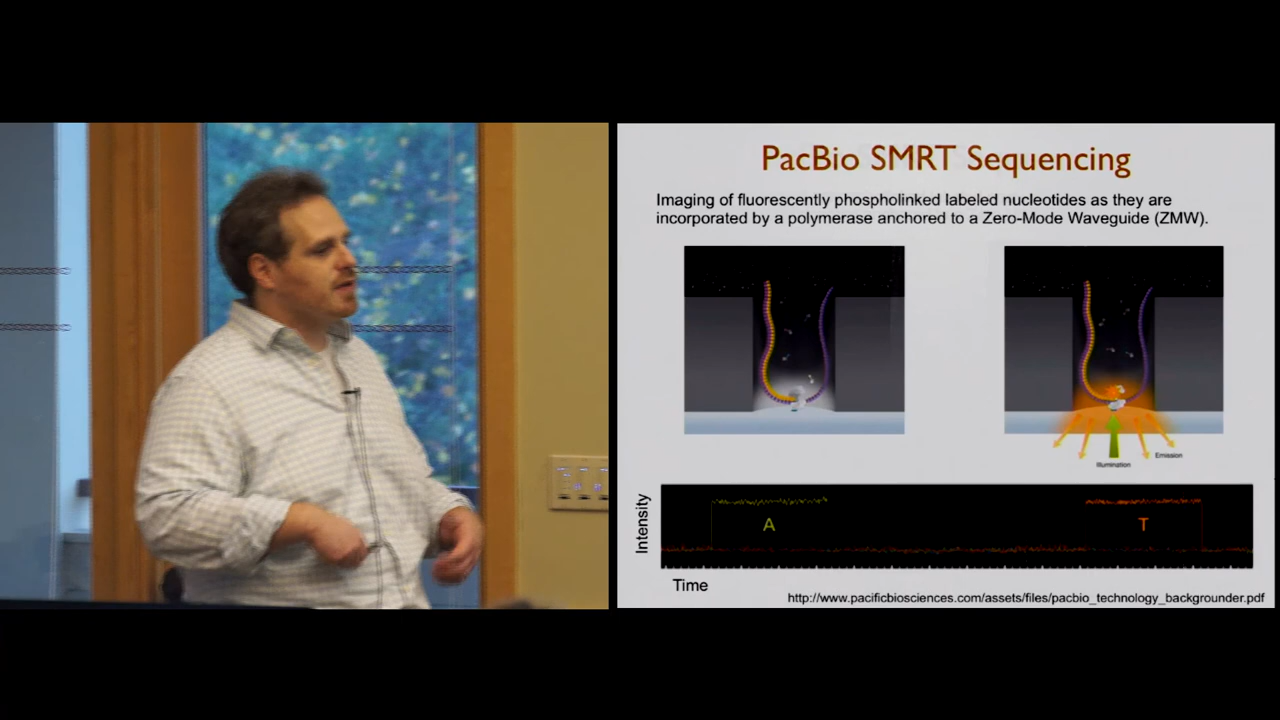 PacBio SMRT Sequencing
Imaging of fluorescently phospholinked labeled nucleotides as they are
incorporated by a polymerase anchored to a Zero-Mode Waveguide (ZMW).
Illumination
Emission
Intensity
A
T
Time
http://www.pacificbiosciences.com/assets/files/pacbio_technology_backgrounder.pdf